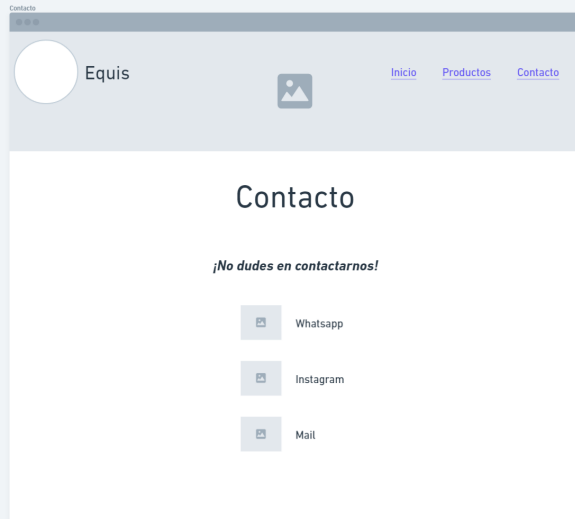 Contacto
Equis
Inicio Productos Contacto
Contacto
¡No dudes en contactarnos!
Whatsapp
Instagram
Mail